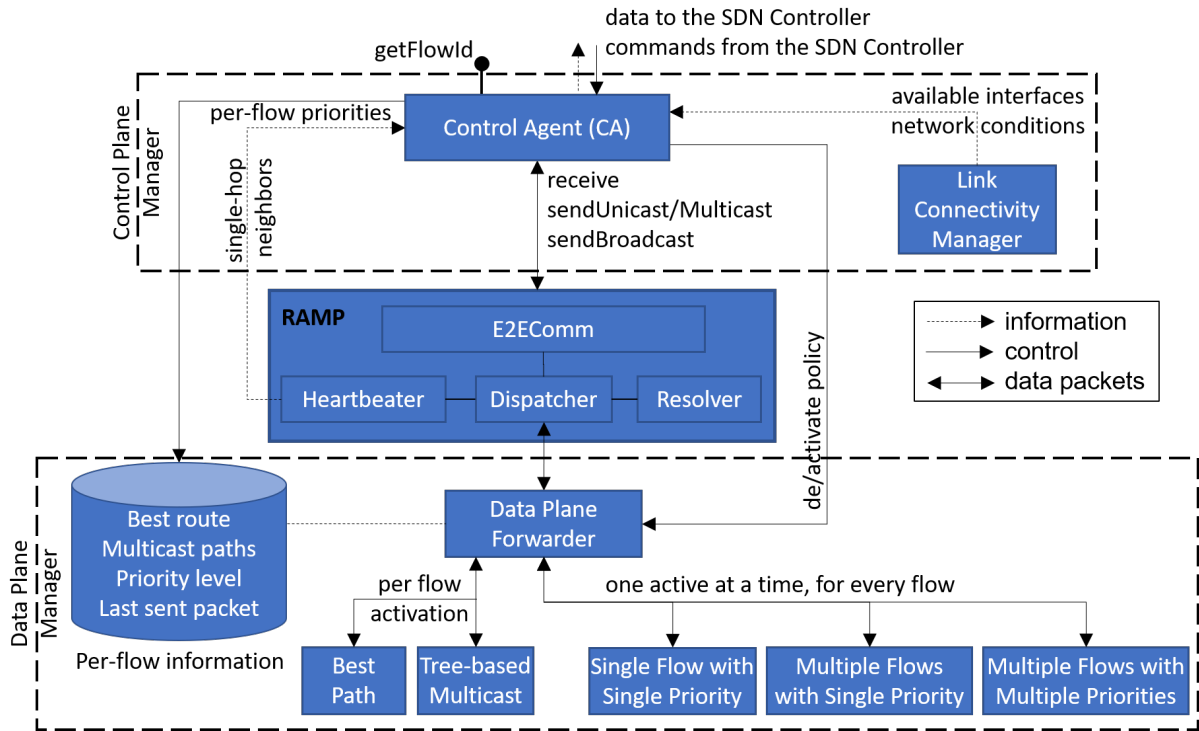 data to the SDN Controller
commands from the SDN Controller
getFlowId
Control Plane
Manager
per-flow priorities
Control Agent (CA)
available interfaces
network conditions
single-hop
neighbors
receive
sendUnicast/Multicast
sendBroadcast
Link
Connectivity
Manager
RAMP
E2EComm
Heartbeater
Dispatcher
Resolver
de/activate policy
information
control
data packets
Data Plane
Manager
Best route
Multicast paths
Priority level
Last sent packet
Per-flow information
Data Plane
Forwarder
per flow
activation
one active at a time, for every flow
Best
Path
Tree-based
Multicast
Single Flow with
Single Priority
Multiple Flows
with Single Priority
Multiple Flows with
Multiple Priorities